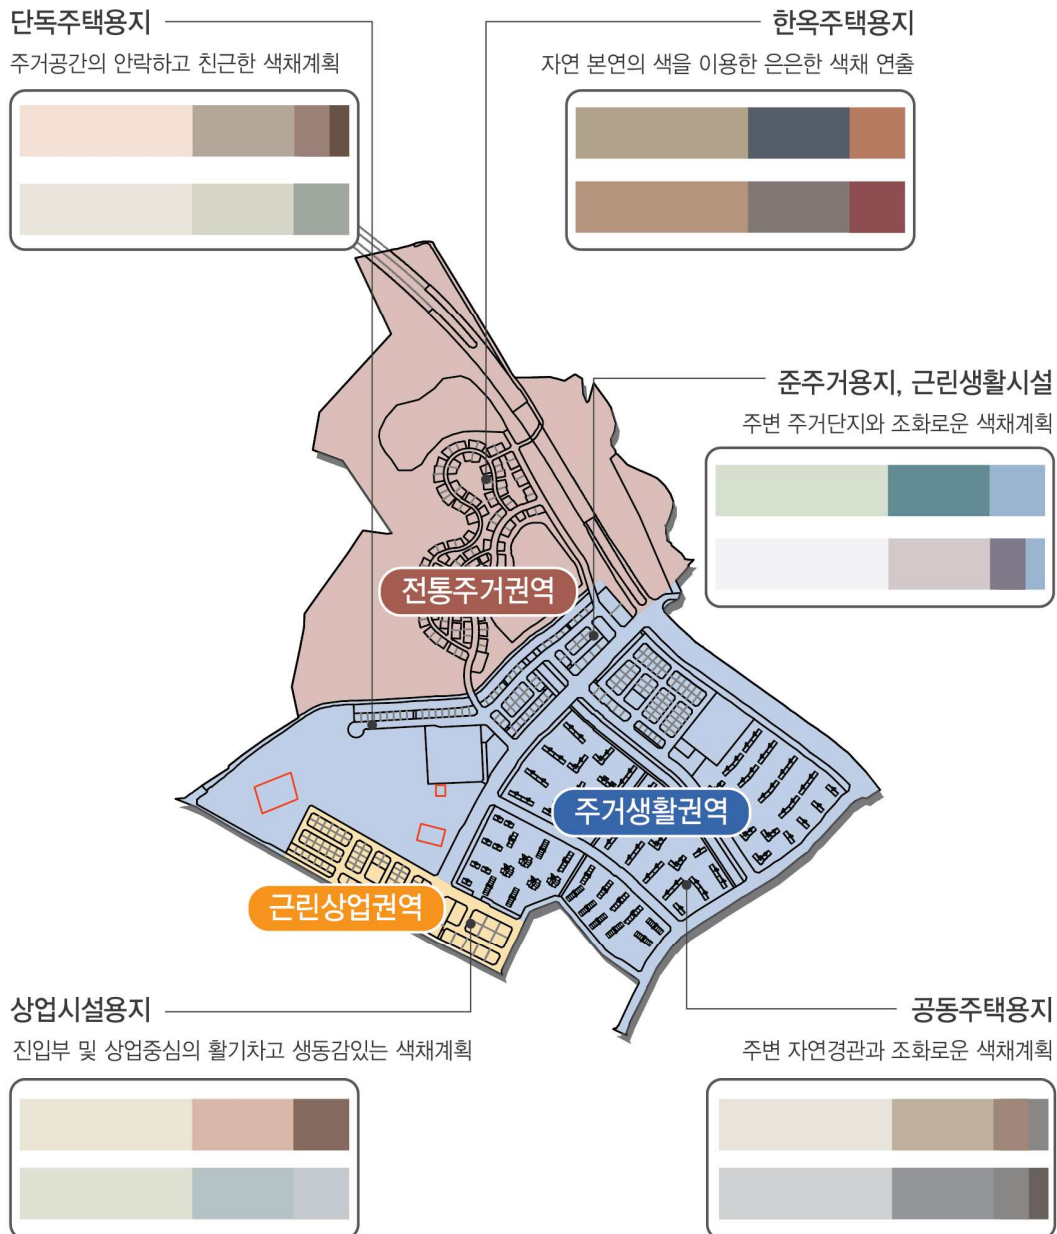 단독주택용지
주거공간의 안락하고 친근한 색채계획
한옥주택용지
자연 본연의 색을 이용한 은은한 색채 연출
준주거용지, 근린생활시설
주변 주거단지와 조화로운 색채계획
전통주거권역
주거생활권역
근린상업권역
상업시설용지
진입부 및 상업중심의 활기차고 생동감있는 색채계획
공동주택용지
주변 자연경관과 조화로운 색채계획